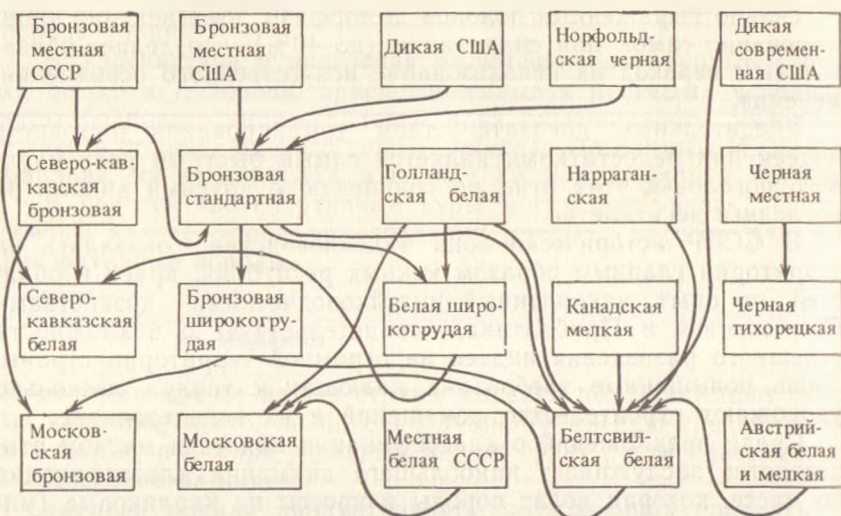 Бронзовая
местная
СССР
Бронзовая
местная
США
Дикая США
Норфольд-
ская черная
Дикая
довремен-
ная США
Северо-кав-
казская
бронзовая
Бронзовая
стандартная
Голланд-
ская белая
Нарраган-
ская
Черная
местная
Северо-
кавказская
белая
Бронзовая
широкогру-
дая
Белая широ-
когрудая
Канадская
мелкая
Черная
тихорецкая
Москов-
ская
бронзовая
Московская
белая
Местная
белая СССР
Белтсвил-
ская белая
Австрий-
ская белая
и мелкая